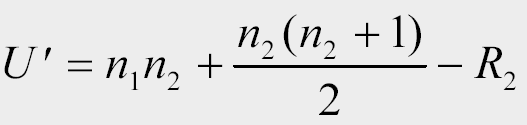 U′ = n₁n₂ + n₂(n₂ + 1)/2 − R₂